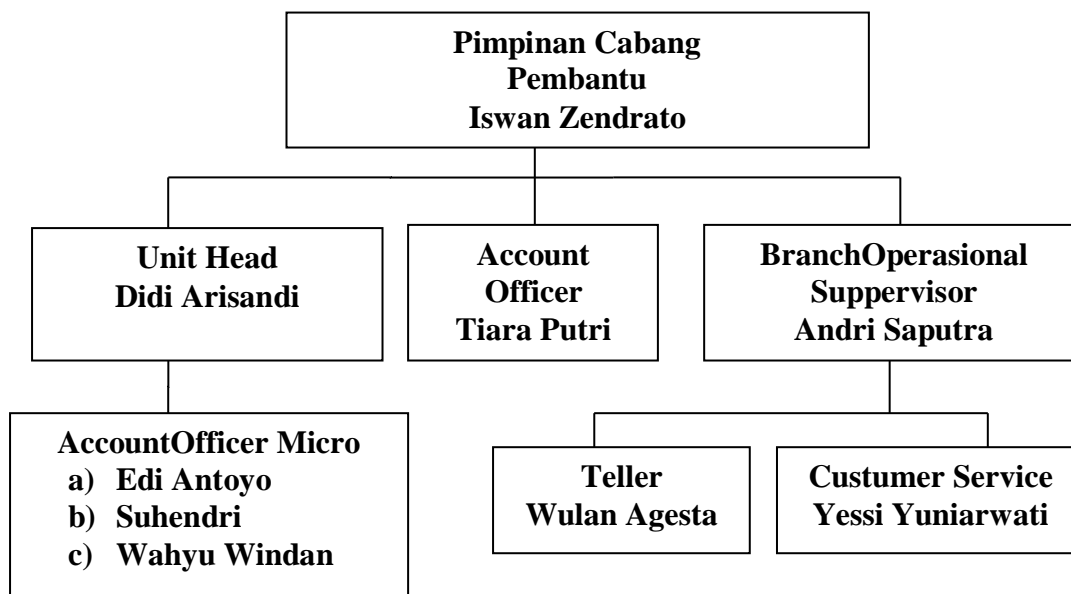 Pimpinan Cabang
Pembantu
Iswan Zendrato
Unit Head
Didi Arisandi
Account
Officer
Tiara Putri
BranchOperasional
Suppervisor
Andri Saputra
AccountOfficer Micro
a) Edi Antoyo
b) Suhendri
c) Wahyu Windan
Teller
Wulan Agesta
Custumer Service
Yessi Yuniarwati